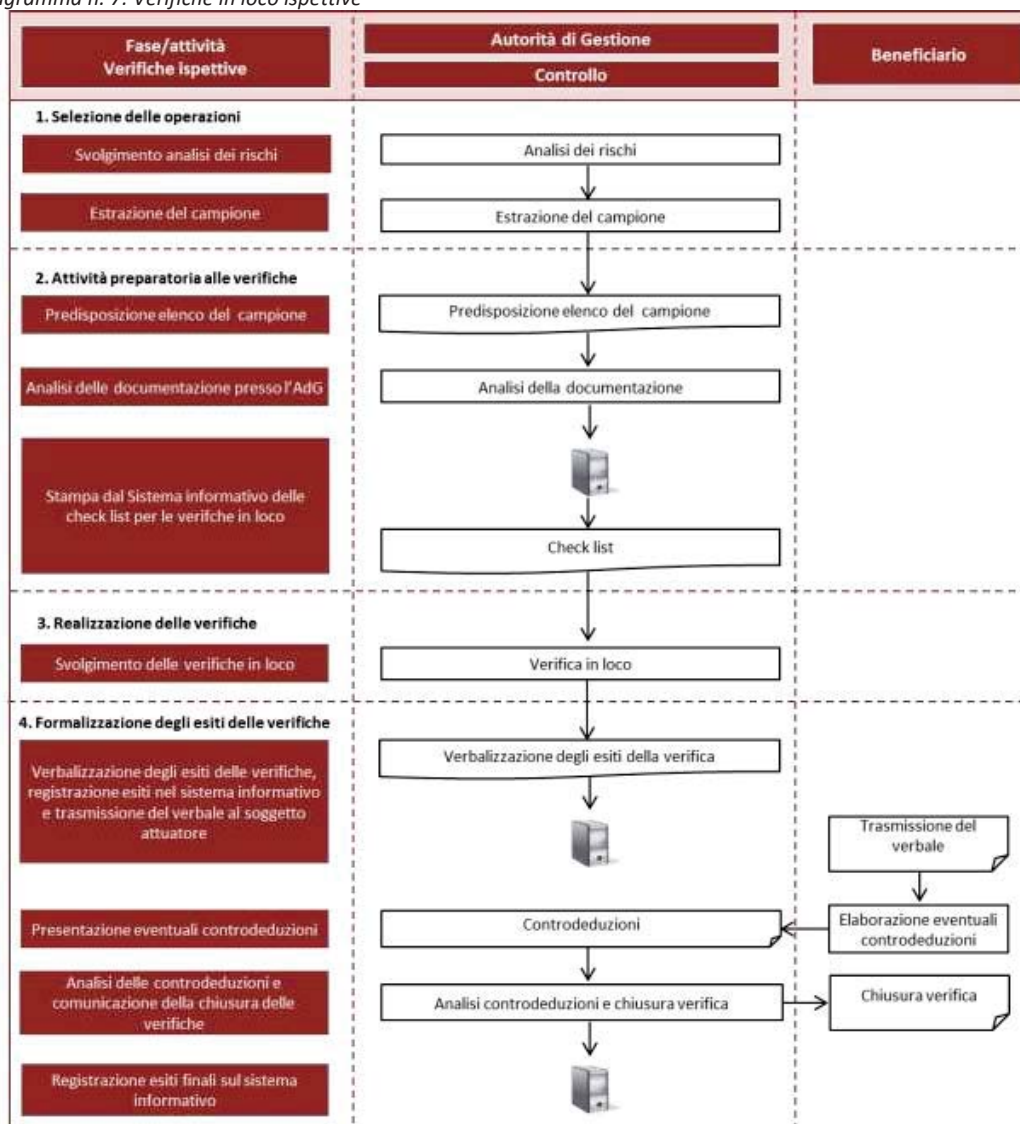 gramma n. 7: Verifiche in loco ispettive
Fase/attività
Verifiche ispettive
Autorità di Gestione
Controllo
Beneficiario
1. Selezione delle operazioni
Svolgimento analisi dei rischi
Analisi dei rischi
Estrazione del campione
Estrazione del campione
2. Attività preparatoria alle verifiche
Predisposizione elenco del campione
Predisposizione elenco del campione
Analisi delle documentazione presso l'AdG
Analisi della documentazione
Stampa dal Sistema informativo delle
check list per le verifche in loco
Check list
3. Realizzazione delle verifiche
Svolgimento delle verifiche in loco
Verifica in loco
4. Formalizzazione degli esiti delle verifiche
Verbalizzazione degli esiti delle verifiche,
registrazione esiti nel sistema informativo
e trasmissione del verbale al soggetto
attuatore
Verbalizzazione degli esiti della verifica
Trasmissione del
verbale
Presentazione eventuali controdeduzioni
Controdeduzioni
Elaborazione eventuali
controdeduzioni
Analisi delle controdeduzioni e
comunicazione della chiusura delle
verifiche
Analisi controdeduzioni e chiusura verifica
Chiusura verifica
Registrazione esiti finali sul sistema
informativo